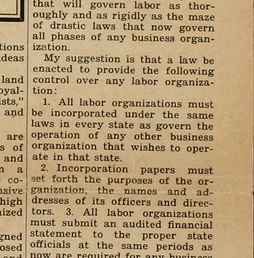 that will govern labor as thor-
oughly and as rigidly as the maze
of drastic laws that now govern
all phases of any business organ-
ization.
My suggestion is that a law be
enacted to provide the following
control over any labor organiza-
tion:
1. All labor organizations must
be incorporated under the same
laws in every state as govern the
operation of any other business
organization that wishes to oper-
ate in that state.
2. Incorporation papers must
set forth the purposes of the or-
ganization, the names and ad-
dresses of its officers and direc-
tors. 3. All labor organizations
must submit an audited financial
statement to the proper state
officials at the same periods as
now are required for any business